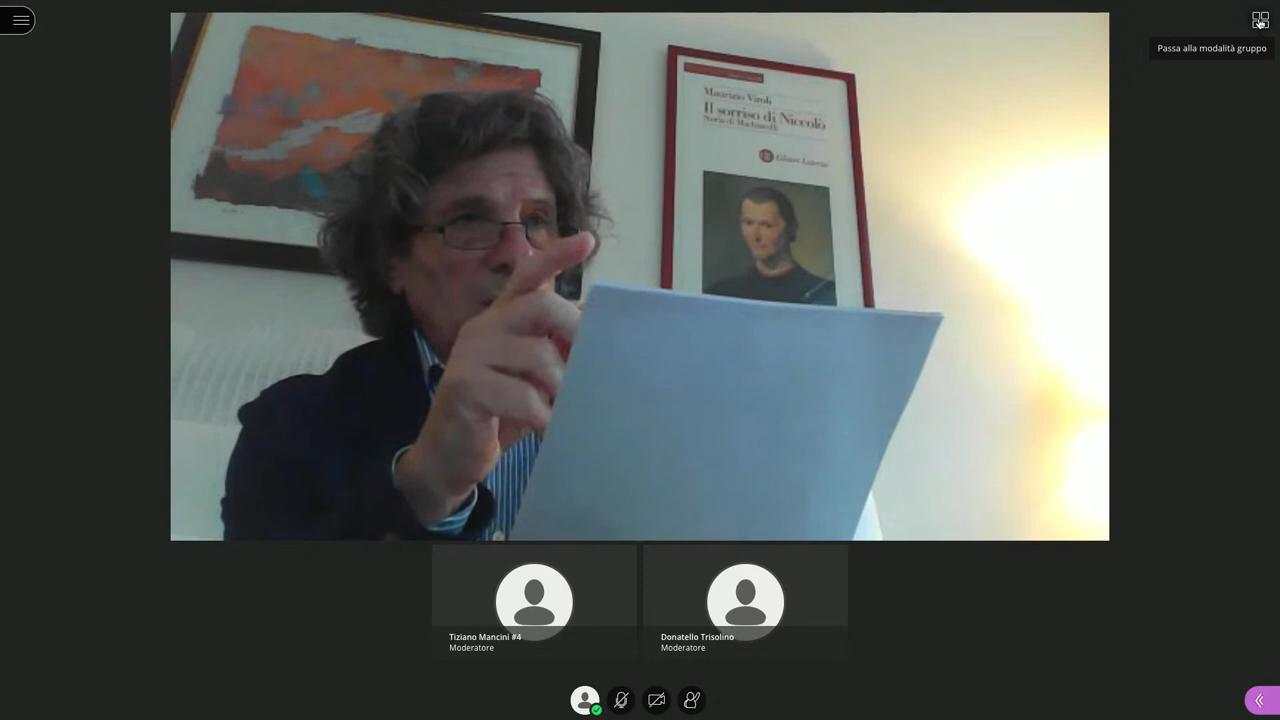 Passa alla modalità gruppo
Maurizio Viroli
Il sorriso di Niccolò
Storia di Machiavelli
Editori Laterza
Tiziano Mancini #4
Moderatore
Donatello Trisolino
Moderatore